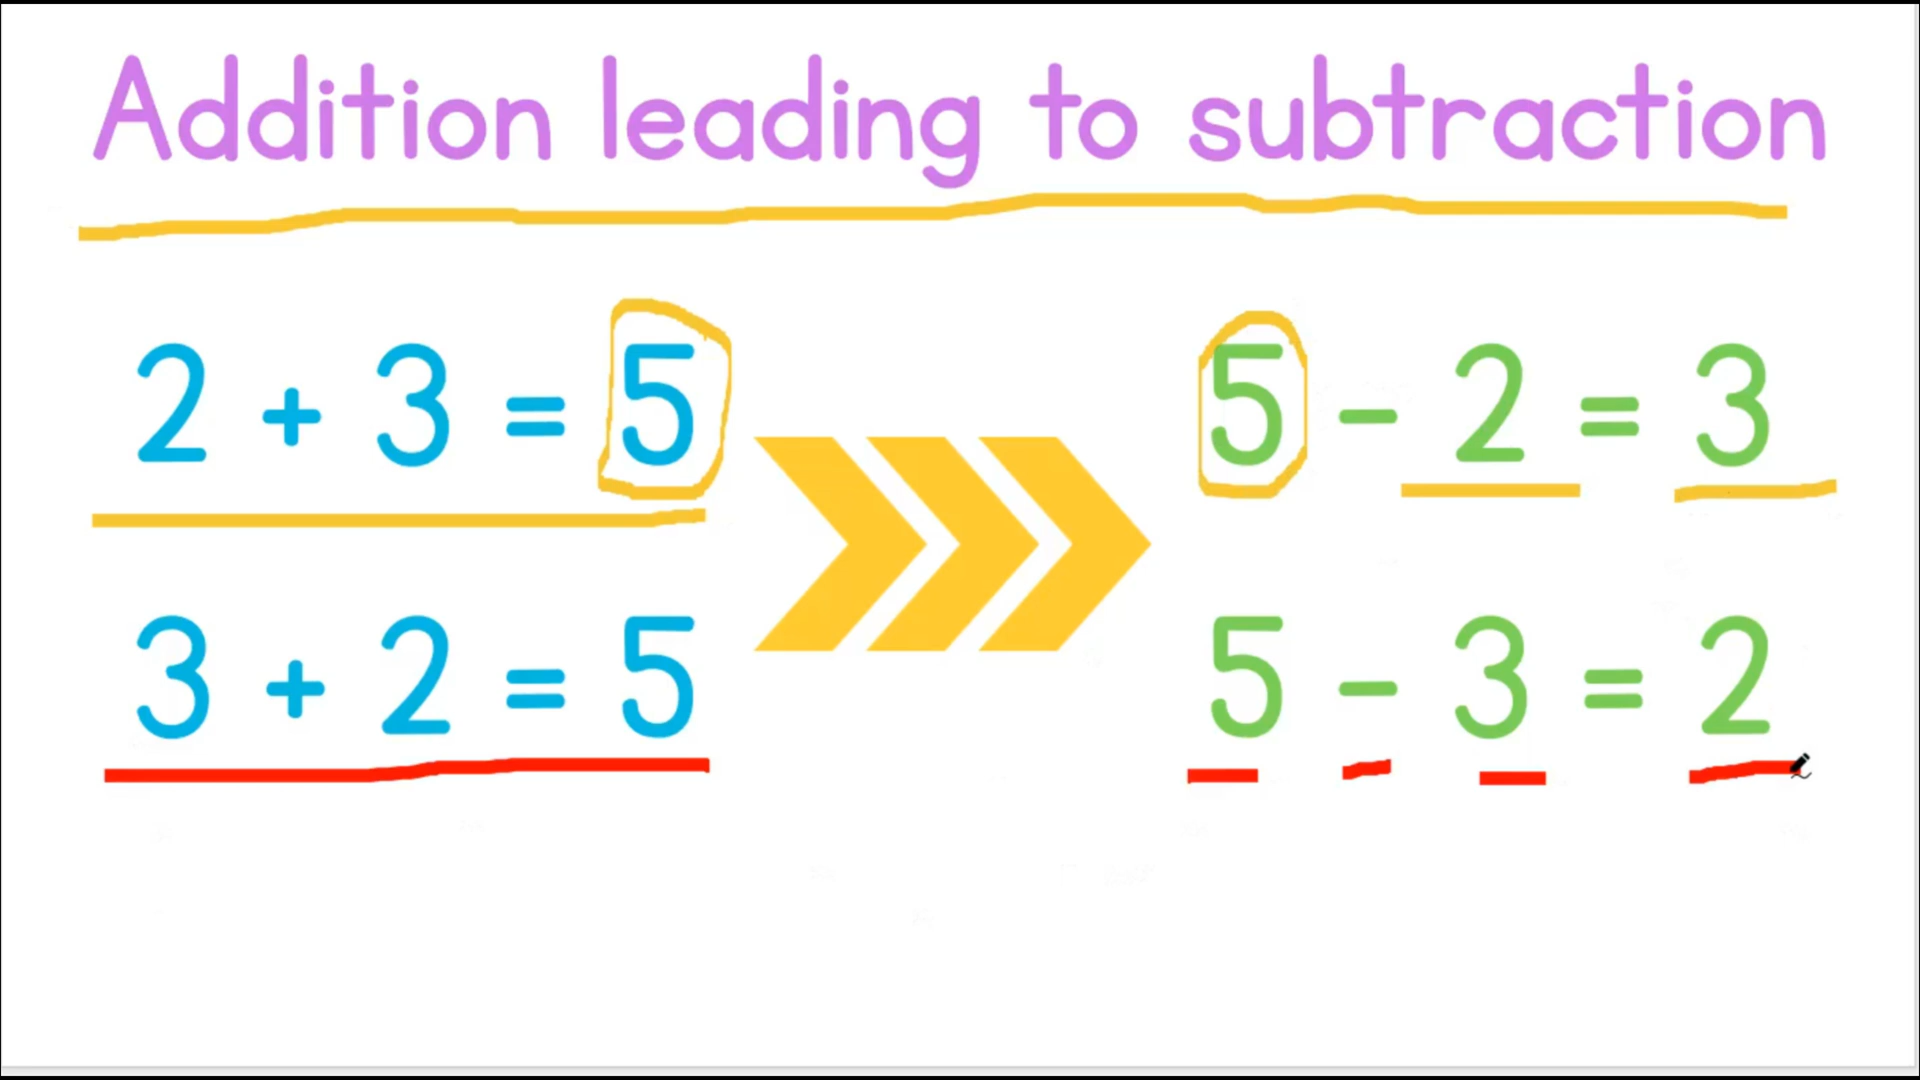 Addition leading to subtraction
2 + 3 = 5
5 - 2 = 3
3 + 2 = 5
5 - 3 = 2